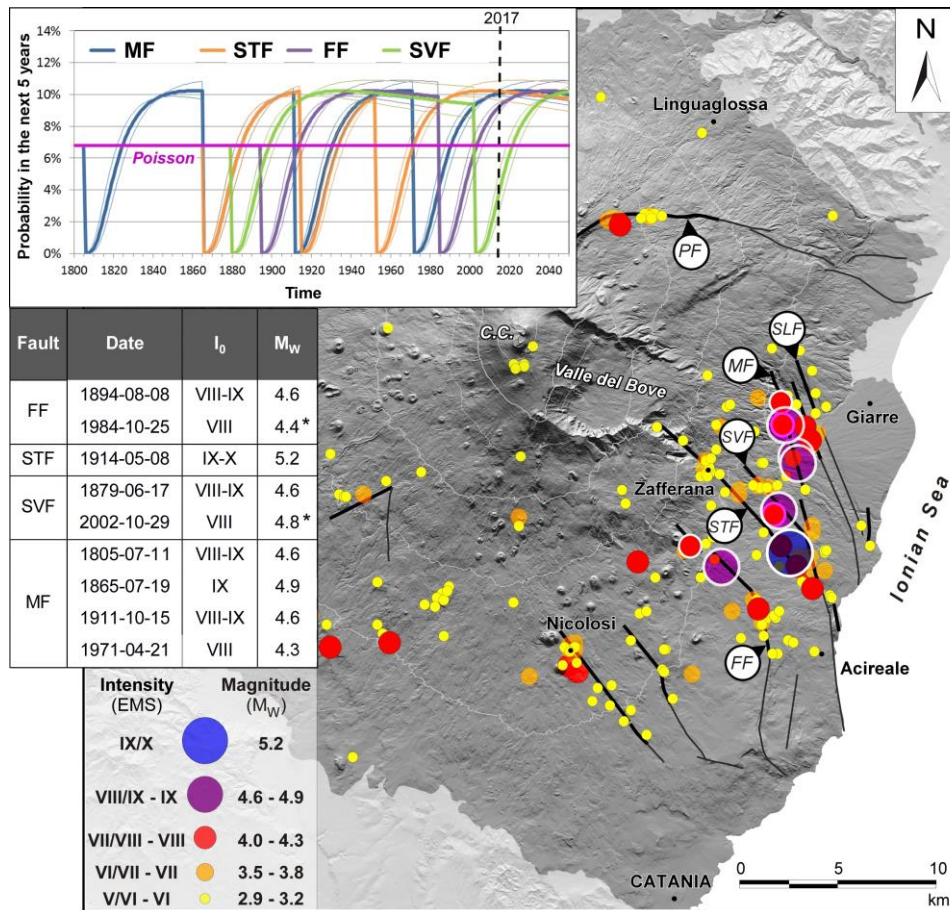 2017
14%
12%
10%
8%
6%
4%
2%
0%
Probability in the next 5 years
MF STF FF SVF
Poisson
1800 1820 1840 1860 1880 1900 1920 1940 1960 1980 2000 2020 2040
Time
N
Linguaglossa
PF
SLF
MF
C.C.
Valle del Bove
Giarre
SVF
Zafferana
STF
Ionian Sea
Nicolosi
FF
Acireale
CATANIA
0 5 10
km
Fault Date I0 MW
FF 1894-08-08 VIII-IX 4.6
1984-10-25 VIII 4.4*
STF 1914-05-08 IX-X 5.2
SVF 1879-06-17 VIII-IX 4.6
2002-10-29 VIII 4.8*
MF 1805-07-11 VIII-IX 4.6
1865-07-19 IX 4.9
1911-10-15 VIII-IX 4.6
1971-04-21 VIII 4.3
Intensity Magnitude
(EMS) (MW)
IX/X 5.2
VIII/IX - IX 4.6 - 4.9
VII/VIII - VIII 4.0 - 4.3
VI/VII - VII 3.5 - 3.8
V/VI - VI 2.9 - 3.2